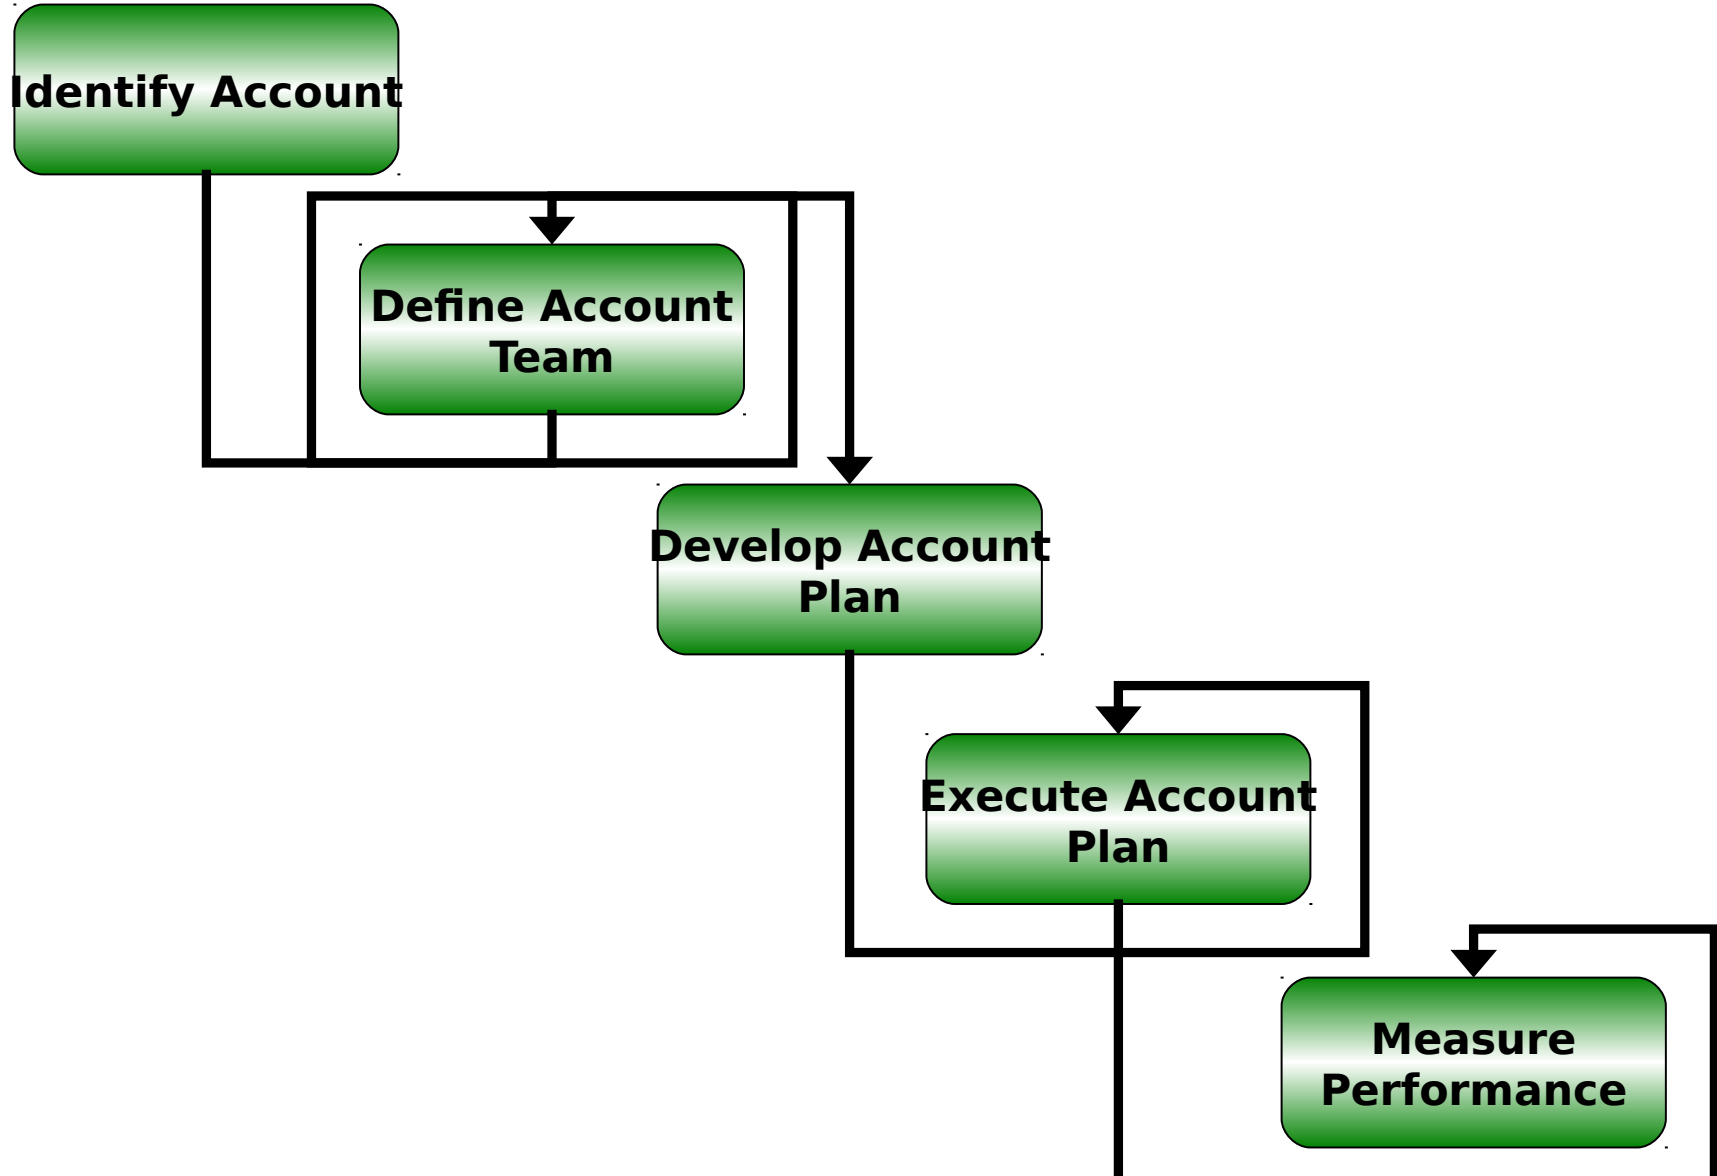 Identify Account
Define Account
Team
Develop Account
Plan
Execute Account
Plan
Measure
Performance